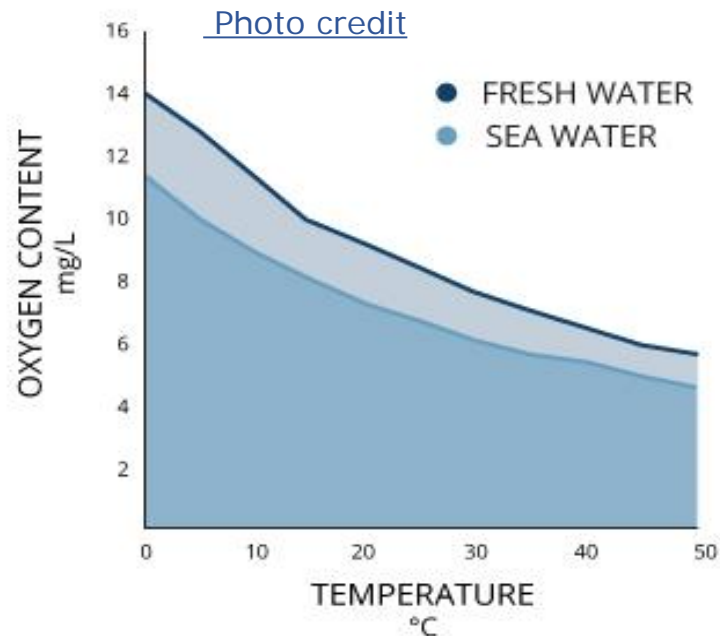 Photo credit
16
14
12
10
8
6
4
2
OXYGEN CONTENT
mg/L
FRESH WATER
SEA WATER
0 10 20 30 40 50
TEMPERATURE
°C